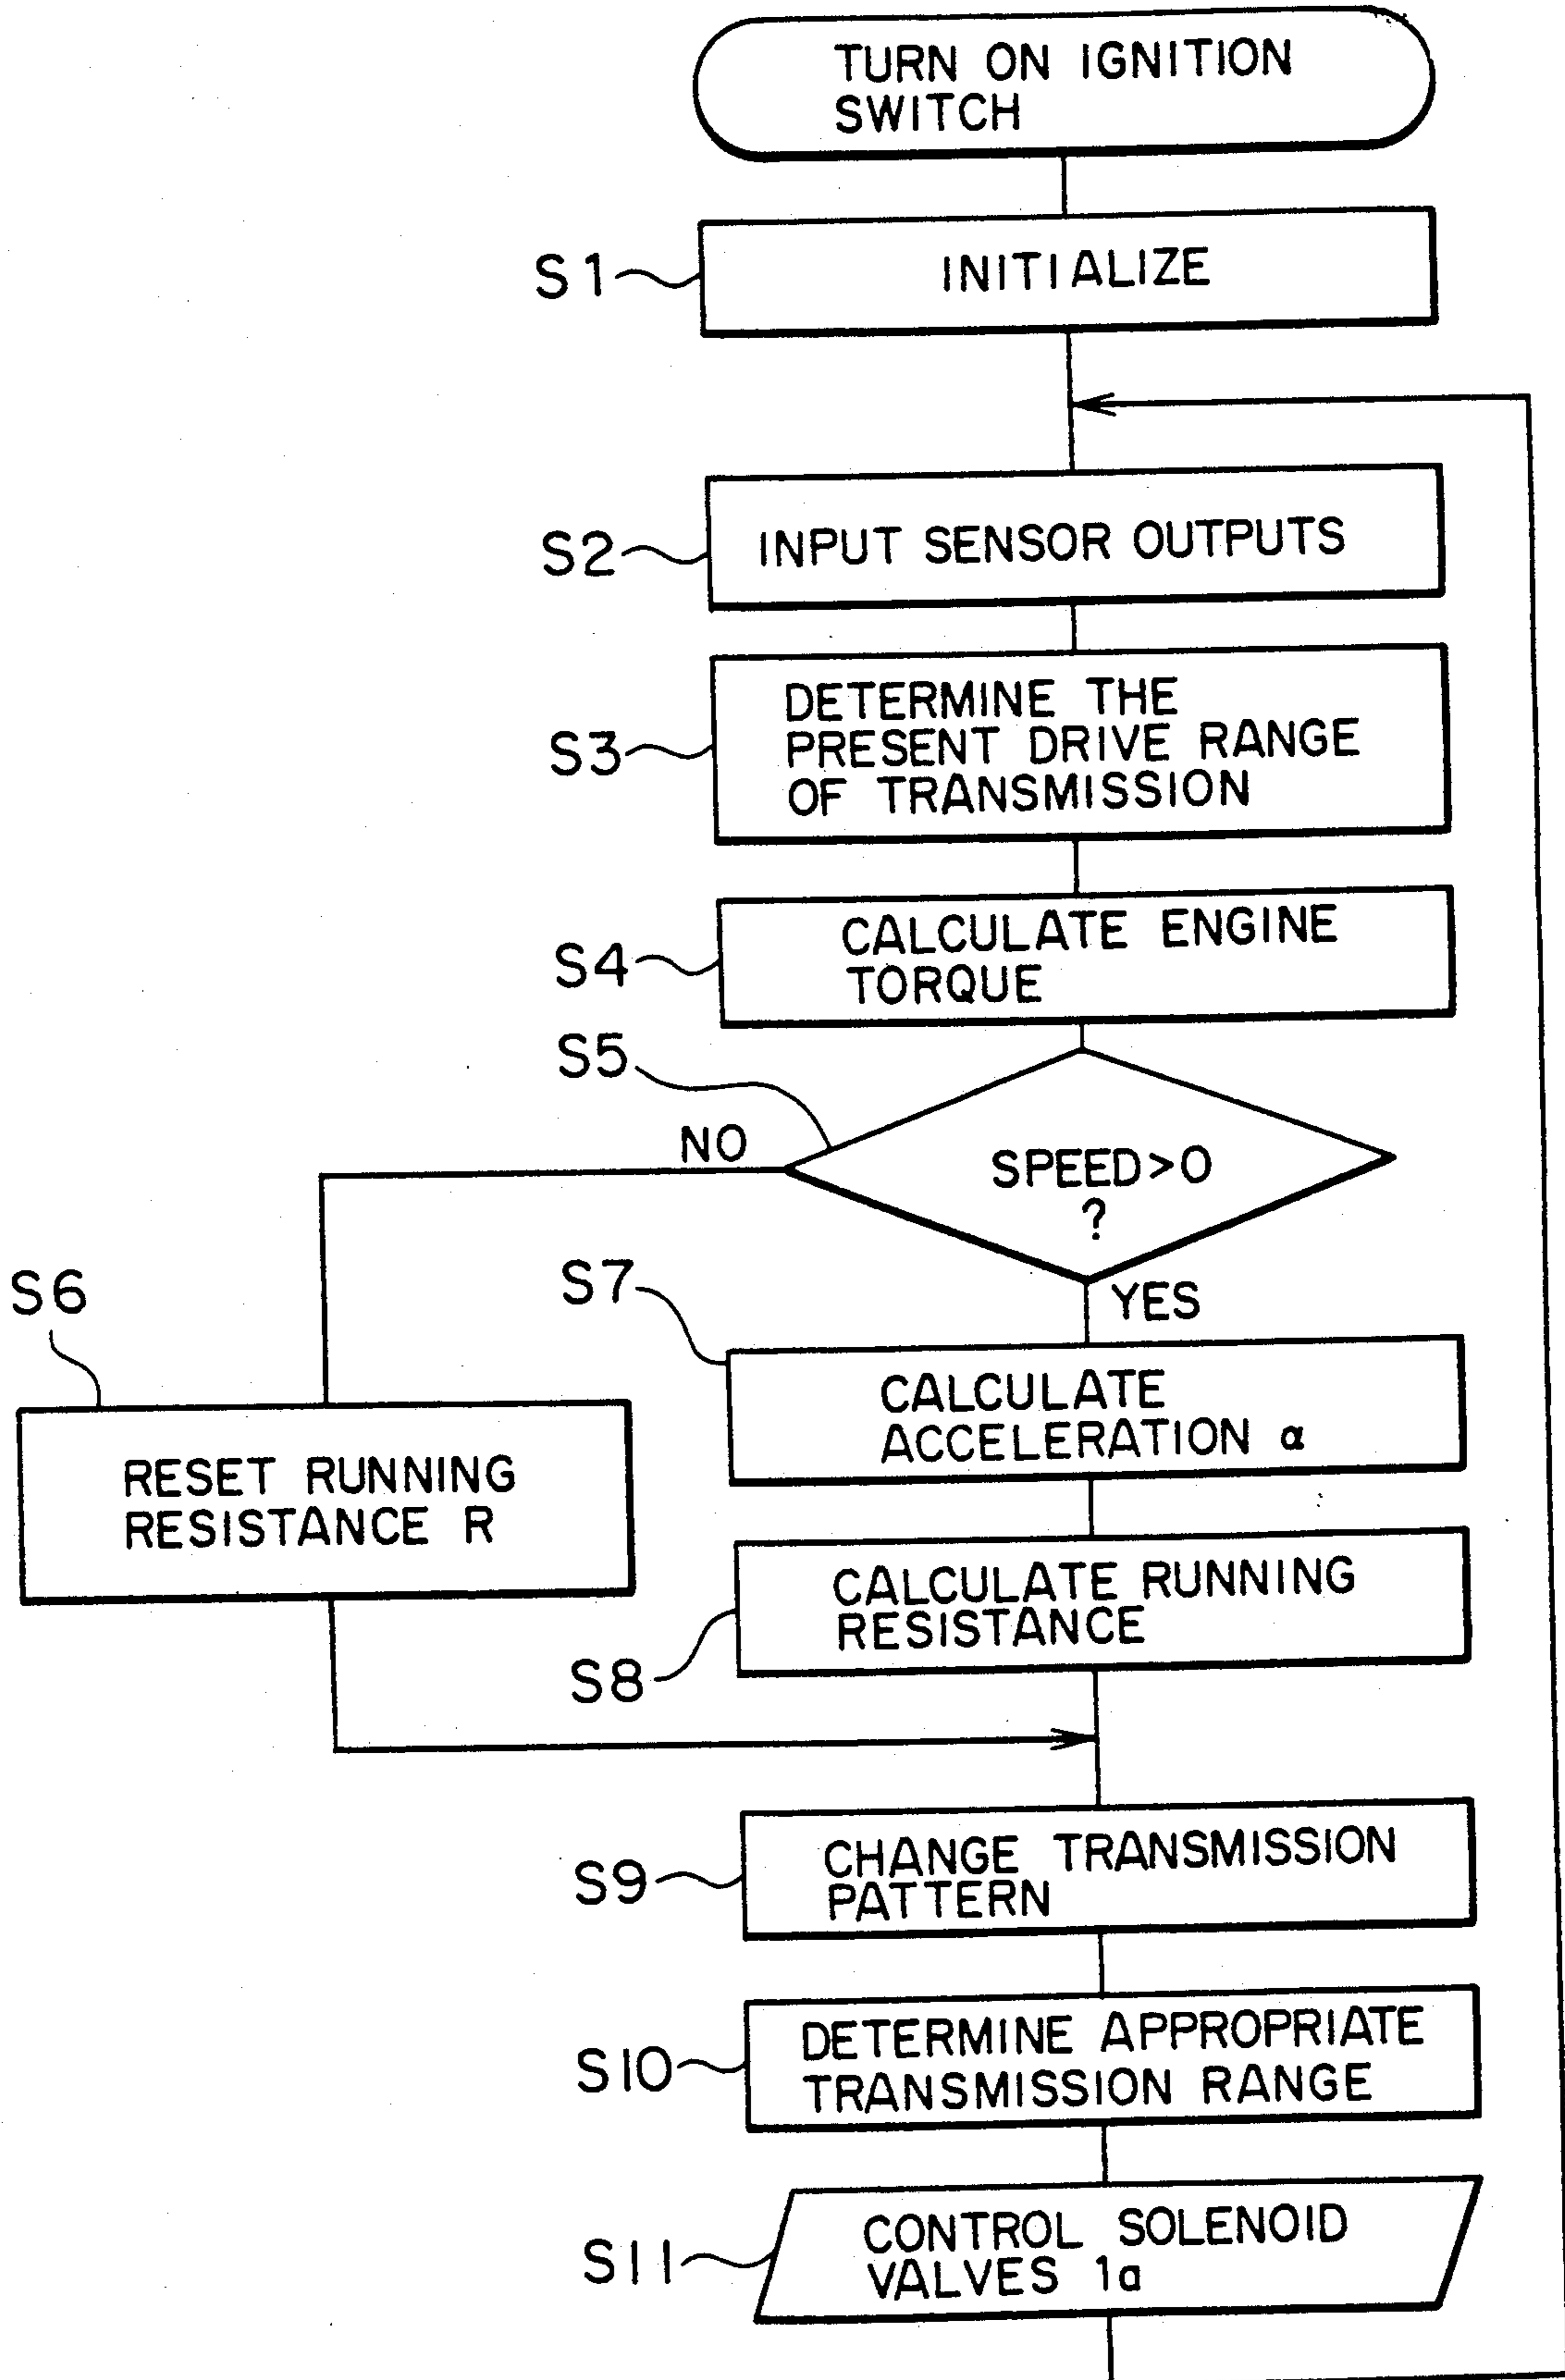 TURN ON IGNITION
SWITCH
S1
INITIALIZE
S2
INPUT SENSOR OUTPUTS
S3
DETERMINE THE
PRESENT DRIVE RANGE
OF TRANSMISSION
S4
CALCULATE ENGINE
TORQUE
S5
NO
SPEED>0
?
YES
S6
RESET RUNNING
RESISTANCE R
S7
CALCULATE
ACCELERATION α
S8
CALCULATE RUNNING
RESISTANCE
S9
CHANGE TRANSMISSION
PATTERN
S10
DETERMINE APPROPRIATE
TRANSMISSION RANGE
S11
CONTROL SOLENOID
VALVES 1a